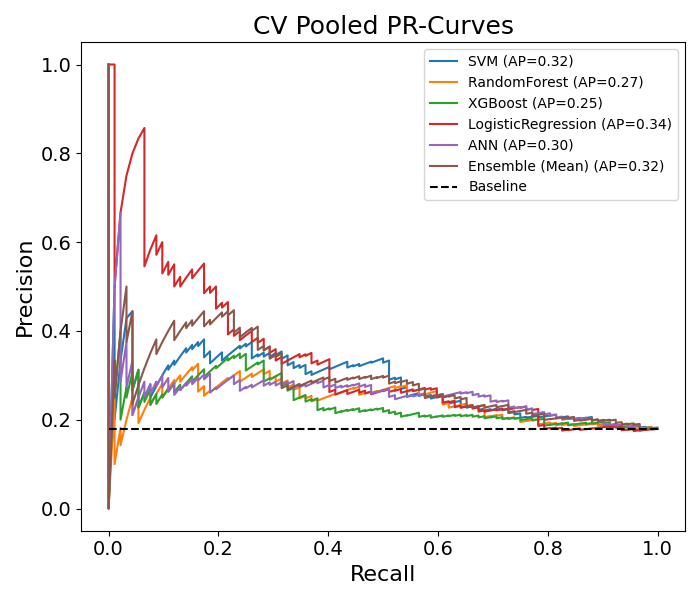 CV Pooled PR-Curves
SVM (AP=0.32)
RandomForest (AP=0.27)
XGBoost (AP=0.25)
LogisticRegression (AP=0.34)
ANN (AP=0.30)
Ensemble (Mean) (AP=0.32)
Baseline
Precision
1.0
0.8
0.6
0.4
0.2
0.0
0.0 0.2 0.4 0.6 0.8 1.0
Recall